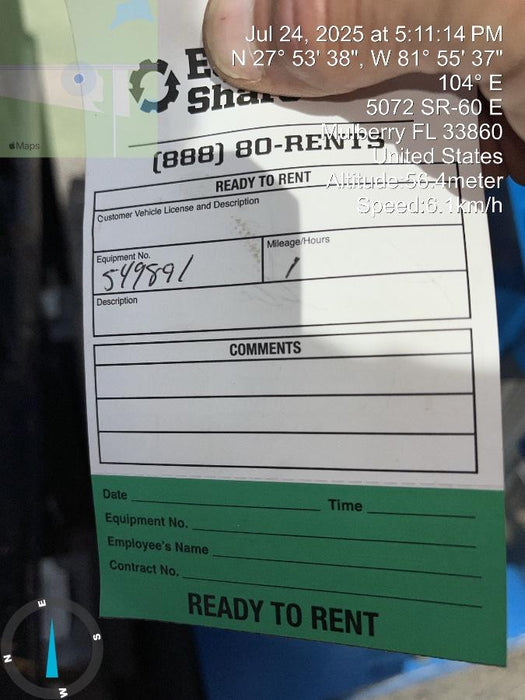 Jul 24, 2025 at 5:11:14 PM
N 27° 53' 38", W 81° 55' 37"
104° E
5072 SR-60 E
Mulberry FL 33860
United States
Altitude:56.4meter
Speed:6.1km/h
Maps
E
Shar
(888) 80-RENTS
READY TO RENT
Customer Vehicle License and Description
Equipment No.
549891
Mileage/Hours
1
Description
COMMENTS
Date
Time
Equipment No.
Employee's Name
Contract No.
READY TO RENT
N
E
S
W